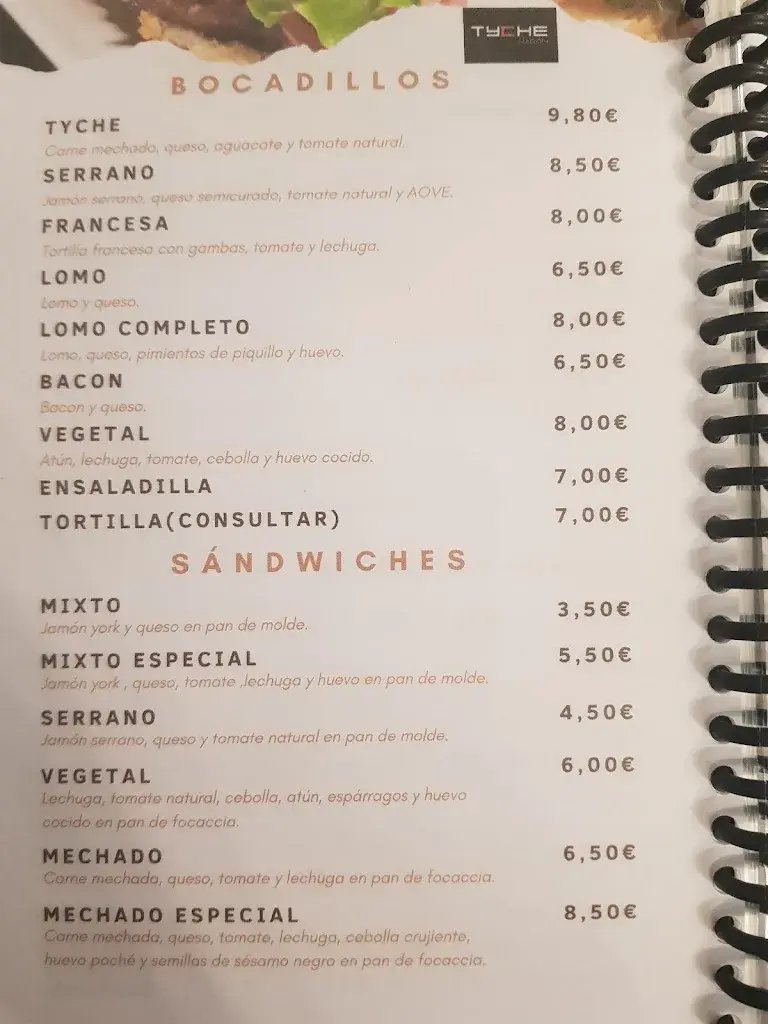 TYCHE
BOCADILLOS
TYCHE 9,80€
Carne mechada, queso, aguacate y tomate natural.
SERRANO 8,50€
Jamón serrano, queso semicurado, tomate natural y AOVE.
FRANCESA 8,00€
Tortilla francesa con gambas, tomate y lechuga.
LOMO 6,50€
Lomo y queso.
LOMO COMPLETO 8,00€
Lomo, queso, pimientos de piquillo y huevo.
BACON 6,50€
Bacon y queso.
VEGETAL 8,00€
Atún, lechuga, tomate, cebolla y huevo cocido.
ENSALADILLA 7,00€
TORTILLA(CONSULTAR) 7,00€
SÁNDWICHES
MIXTO 3,50€
Jamón york y queso en pan de molde.
MIXTO ESPECIAL 5,50€
Jamón york , queso, tomate ,lechuga y huevo en pan de molde.
SERRANO 4,50€
Jamón serrano, queso y tomate natural en pan de molde.
VEGETAL 6,00€
Lechuga, tomate natural, cebolla, atún, espárragos y huevo
cocido en pan de focaccia.
MECHADO 6,50€
Carne mechada, queso, tomate y lechuga en pan de focaccia.
MECHADO ESPECIAL 8,50€
Carne mechada, queso, tomate, lechuga, cebolla crujiente,
huevo poché y semillas de sésamo negro en pan de focaccia.